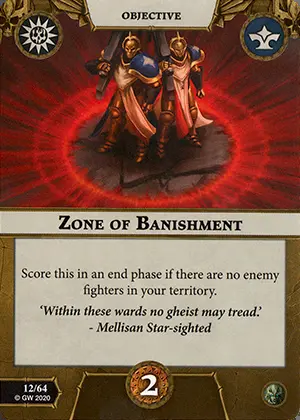 OBJECTIVE
ZONE OF BANISHMENT
Score this in an end phase if there are no enemy
fighters in your territory.
‘Within these wards no gheist may tread.’
- Mellisan Star-sighted
12/64
© GW 2020
2